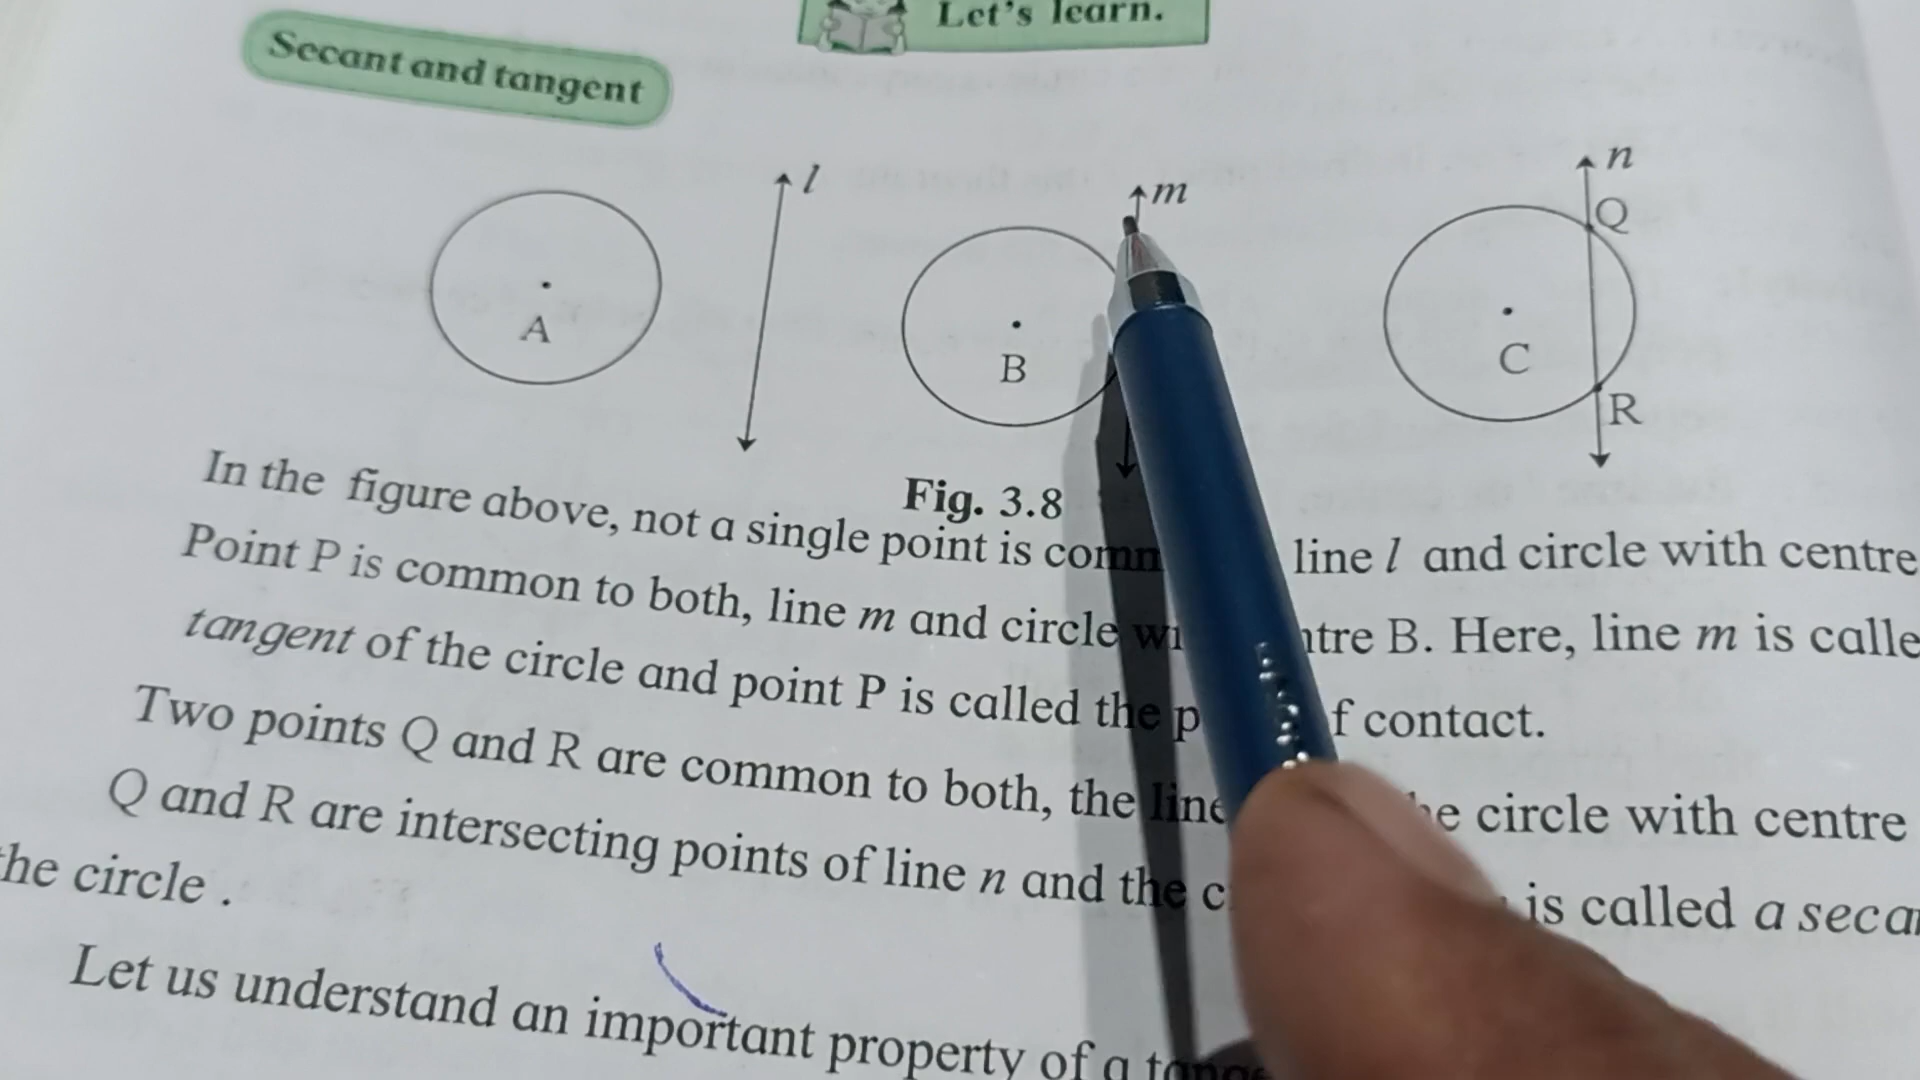 Let's learn.
Secant and tangent
l
m
n
Q
A
B
C
R
Fig. 3.8
In the figure above, not a single point is comm line l and circle with centre
Point P is common to both, line m and circle ntre B. Here, line m is calle
tangent of the circle and point P is called the p f contact.
Two points Q and R are common to both, the line circle with centre
Q and R are intersecting points of line n and the c is called a seca
he circle .
Let us understand an important property of a tange